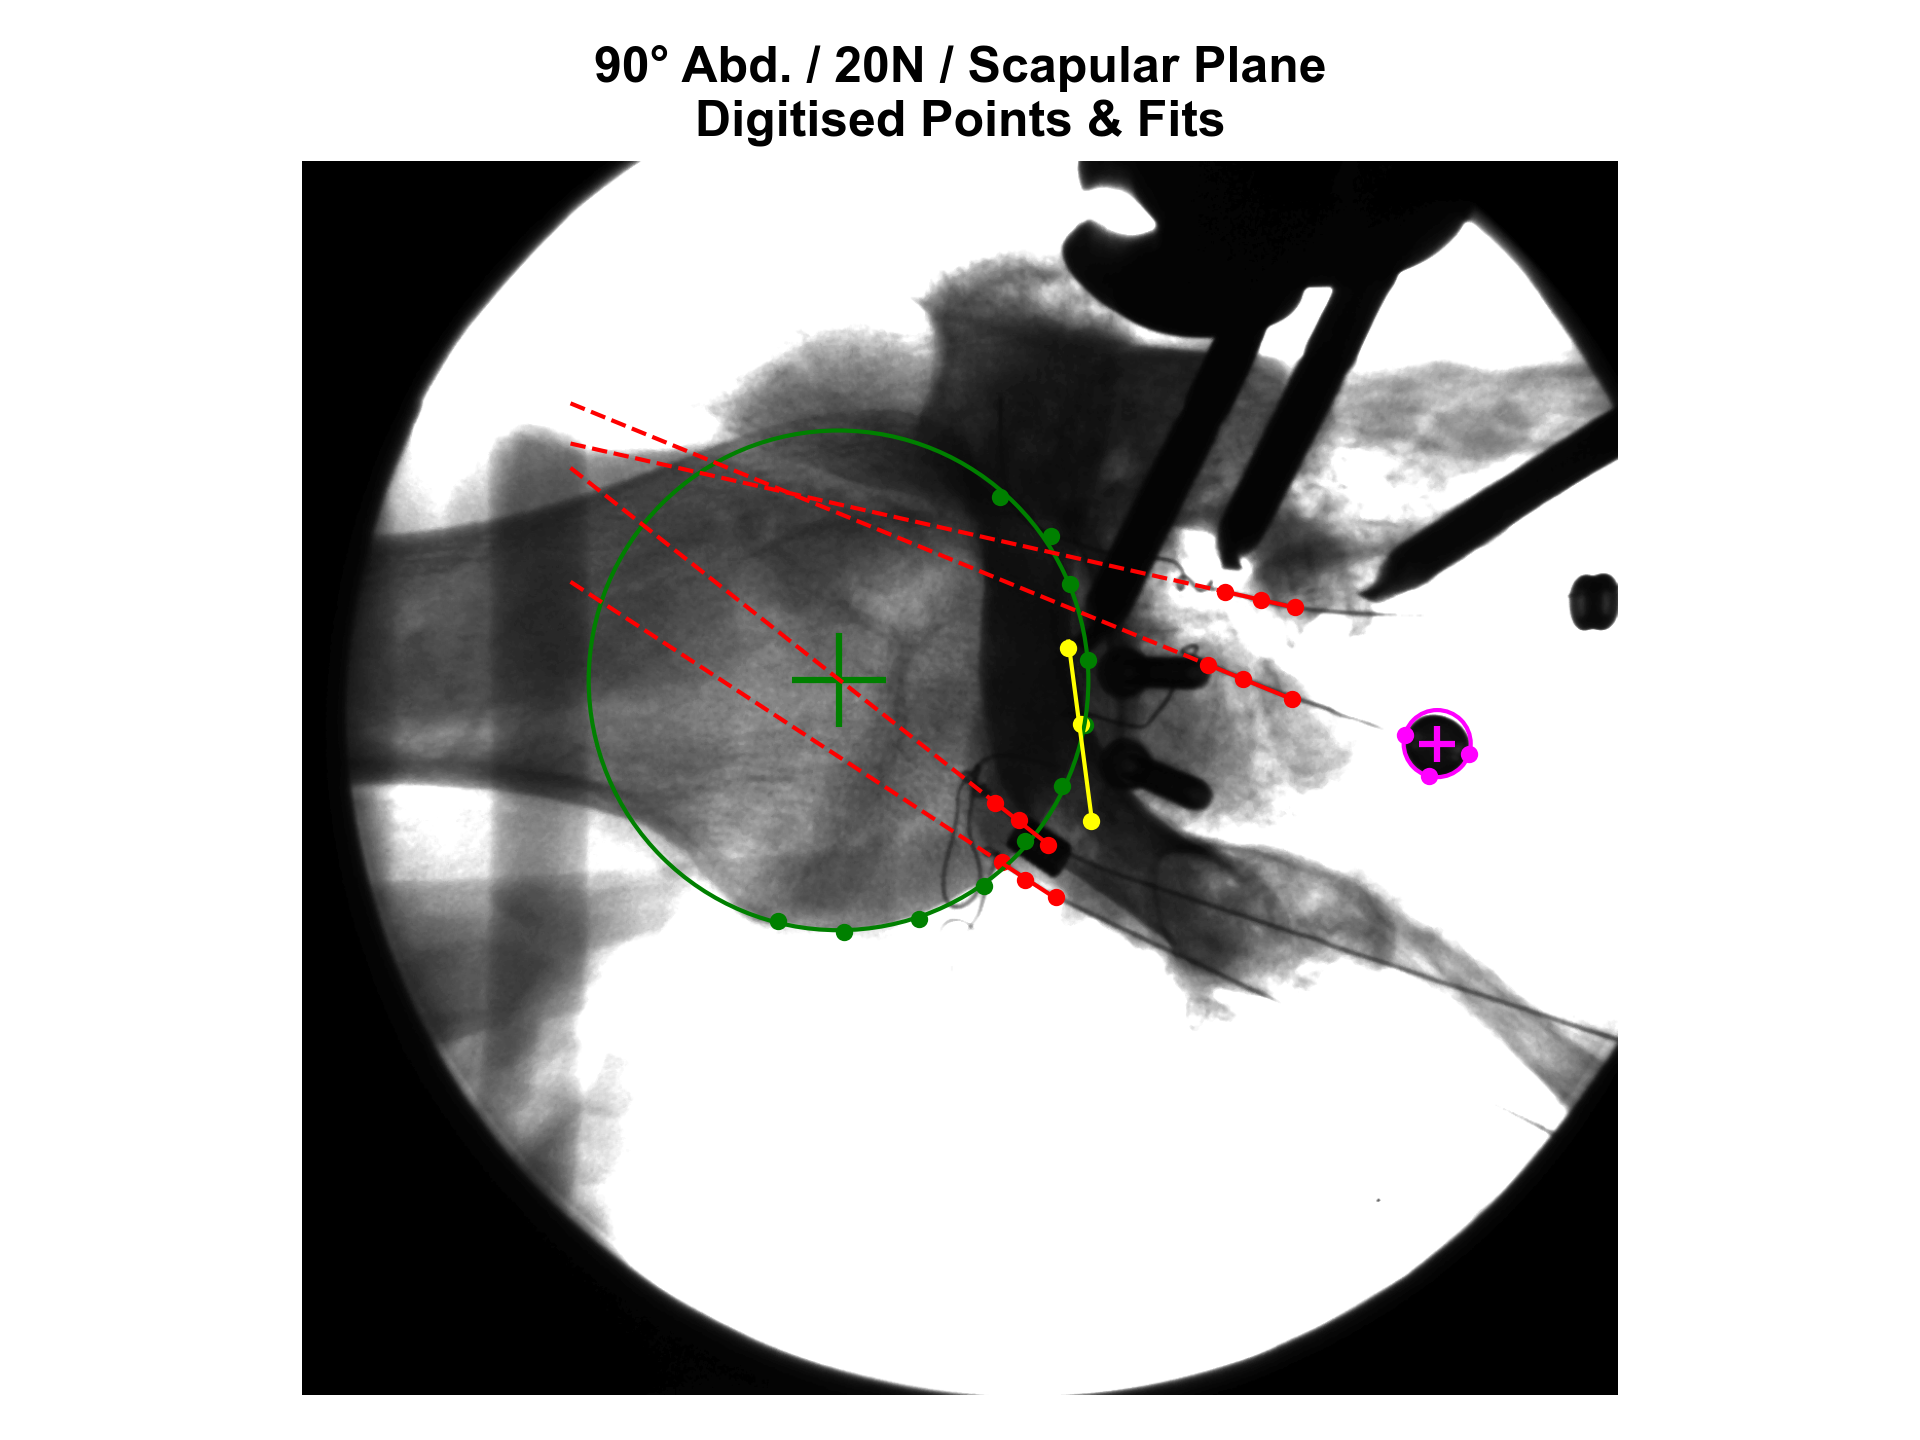 90° Abd. / 20N / Scapular Plane
Digitised Points & Fits